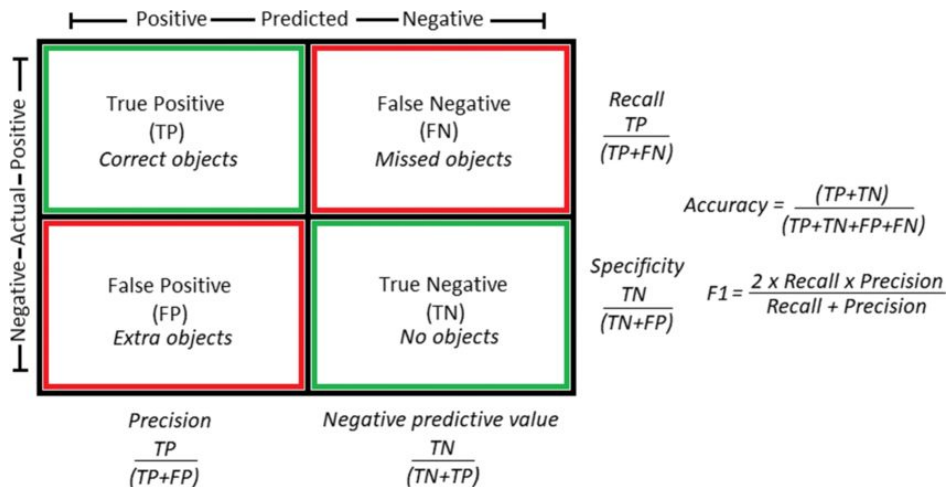 Positive Predicted Negative
Negative Actual Positive
True Positive
(TP)
Correct objects
False Negative
(FN)
Missed objects
Recall
TP
(TP+FN)
Accuracy = (TP+TN)
(TP+TN+FP+FN)
False Positive
(FP)
Extra objects
True Negative
(TN)
No objects
Specificity
TN
(TN+FP)
F1 = 2 x Recall x Precision
Recall + Precision
Precision
TP
(TP+FP)
Negative predictive value
TN
(TN+TP)